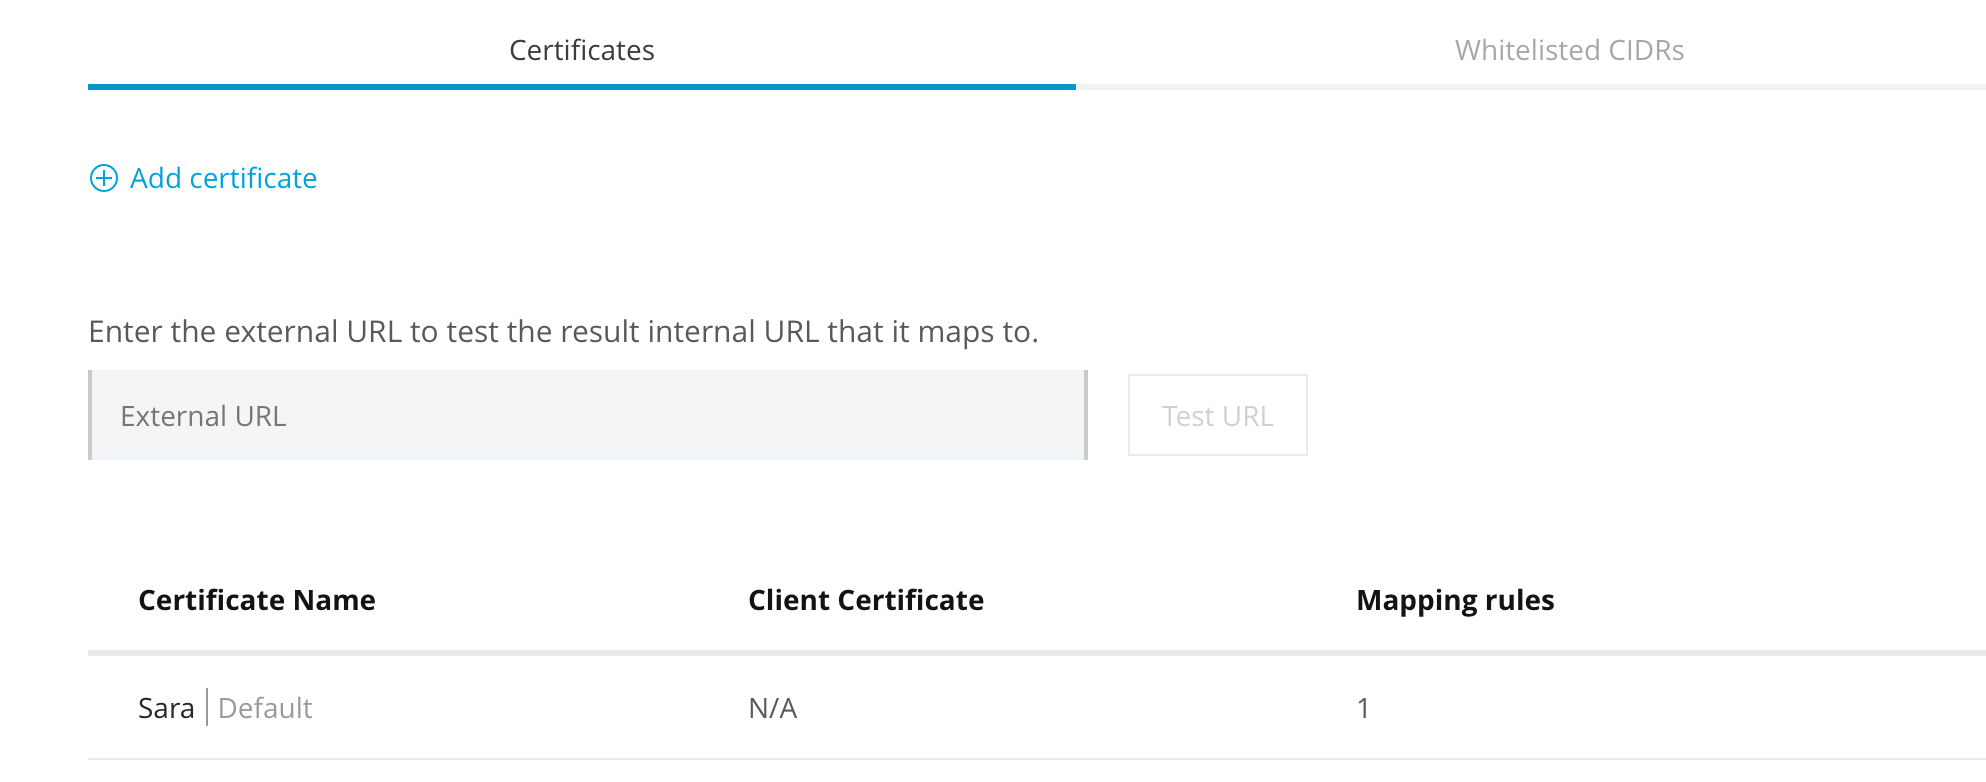 Certificates Whitelisted CIDRs
Add certificate
Enter the external URL to test the result internal URL that it maps to.
External URL Test URL
Certificate Name Client Certificate Mapping rules
Sara Default N/A 1